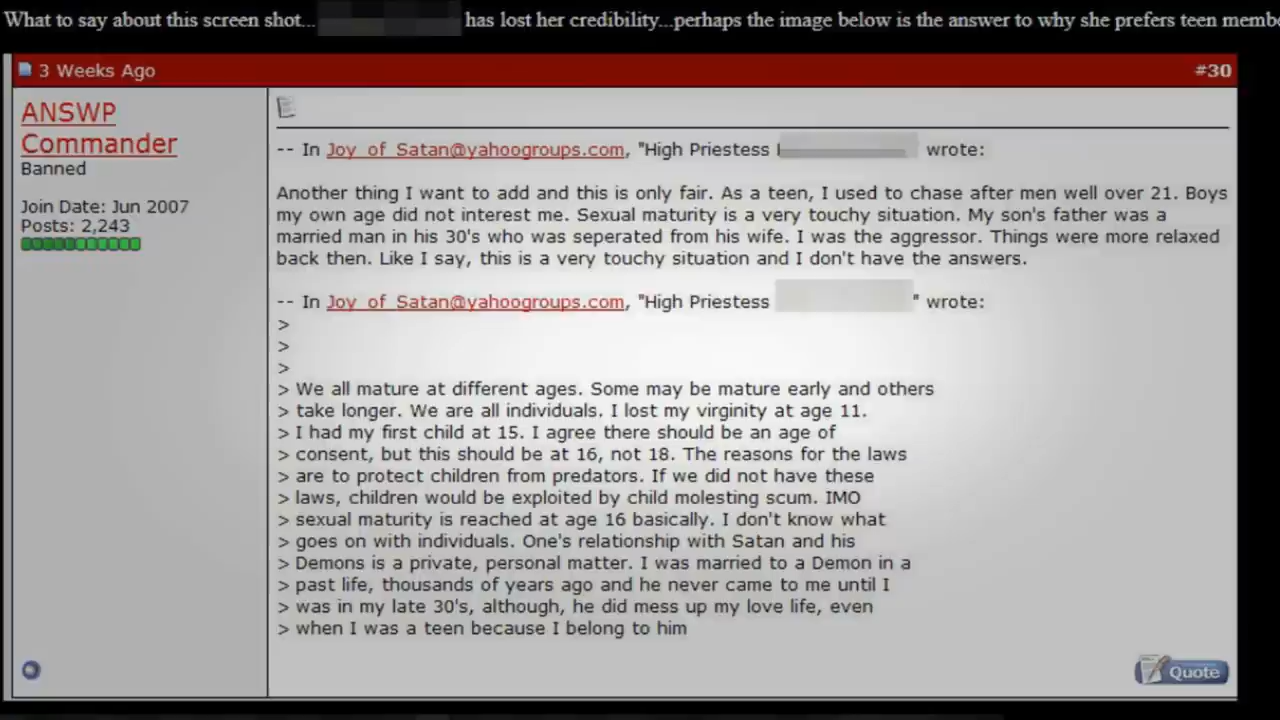 What to say about this screen shot... has lost her credibility...perhaps the image below is the answer to why she prefers teen
3 Weeks Ago #30
ANSWP
Commander
Banned
Join Date: Jun 2007
Posts: 2,243
-- In Joy_of_Satan@yahoogroups.com, "High Priestess wrote:
Another thing I want to add and this is only fair. As a teen, I used to chase after men well over 21. Boys
my own age did not interest me. Sexual maturity is a very touchy situation. My son's father was a
married man in his 30's who was seperated from his wife. I was the aggressor. Things were more relaxed
back then. Like I say, this is a very touchy situation and I don't have the answers.
-- In Joy_of_Satan@yahoogroups.com, "High Priestess " wrote:
>
>
>
> We all mature at different ages. Some may be mature early and others
> take longer. We are all individuals. I lost my virginity at age 11.
> I had my first child at 15. I agree there should be an age of
> consent, but this should be at 16, not 18. The reasons for the laws
> are to protect children from predators. If we did not have these
> laws, children would be exploited by child molesting scum. IMO
> sexual maturity is reached at age 16 basically. I don't know what
> goes on with individuals. One's relationship with Satan and his
> Demons is a private, personal matter. I was married to a Demon in a
> past life, thousands of years ago and he never came to me until I
> was in my late 30's, although, he did mess up my love life, even
> when I was a teen because I belong to him
Quote